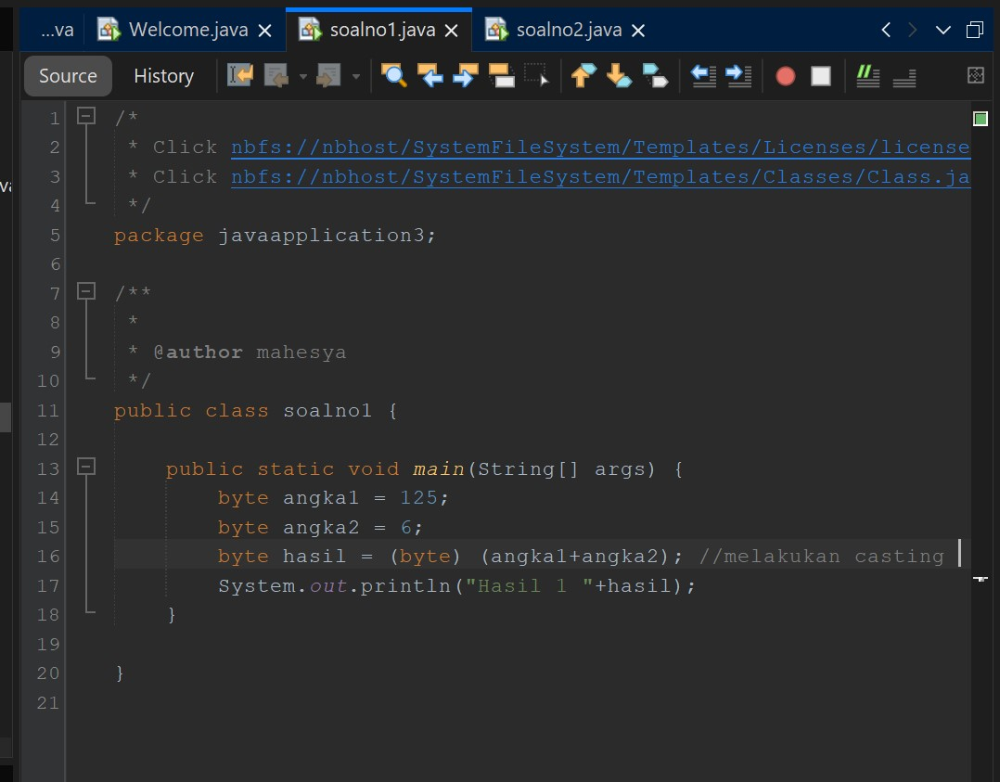 ...va Welcome.java soalno1.java soalno2.java
Source History
1 /*
2 * Click nbfs://nbhost/SystemFileSystem/Templates/Licenses/license
3 * Click nbfs://nbhost/SystemFileSystem/Templates/Classes/Class.ja
4 */
5 package javaapplication3;
6
7 /**
8 *
9 * @author mahesya
10 */
11 public class soalno1 {
12
13 public static void main(String[] args) {
14 byte angka1 = 125;
15 byte angka2 = 6;
16 byte hasil = (byte) (angka1+angka2); //melakukan casting
17 System.out.println("Hasil 1 "+hasil);
18 }
19
20 }
21